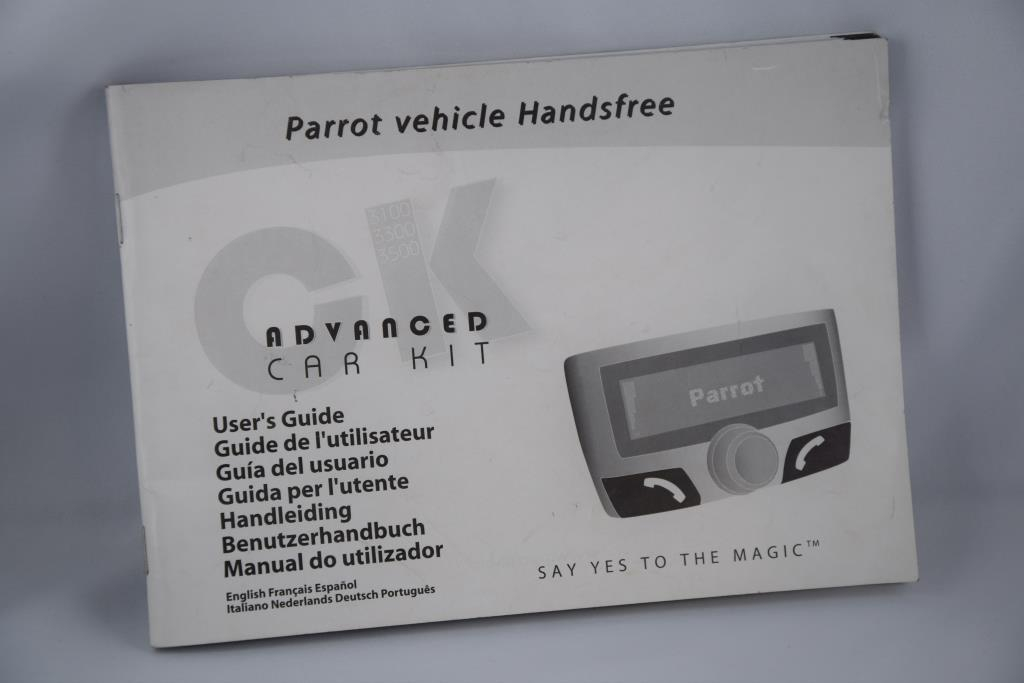 Parrot vehicle Handsfree
CK
3100
3300
3500
ADVANCED
CAR KIT
User's Guide
Guide de l'utilisateur
Guía del usuario
Guida per l'utente
Handleiding
Benutzerhandbuch
Manual do utilizador
English Français Español
Italiano Nederlands Deutsch Português
Parrot
SAY YES TO THE MAGIC™